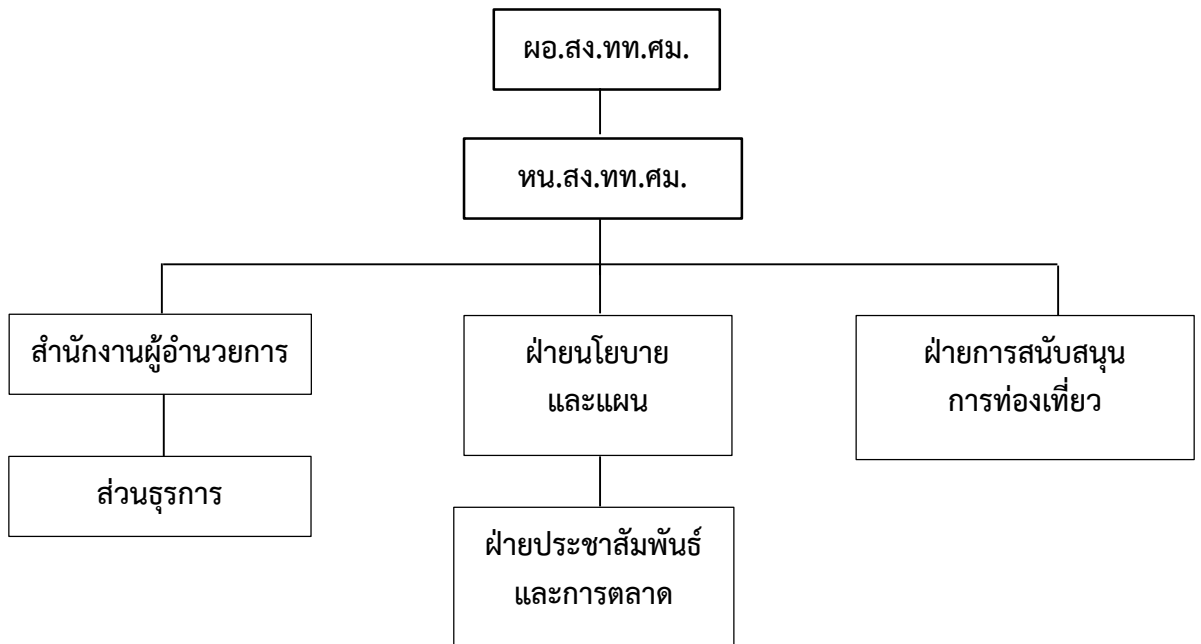 ผอ.สง.ทท.ศม.
หน.สง.ทท.ศม.
สำนักงานผู้อำนวยการ
ฝ่ายนโยบาย
และแผน
ฝ่ายการสนับสนุน
การท่องเที่ยว
ส่วนธุรการ
ฝ่ายประชาสัมพันธ์
และการตลาด